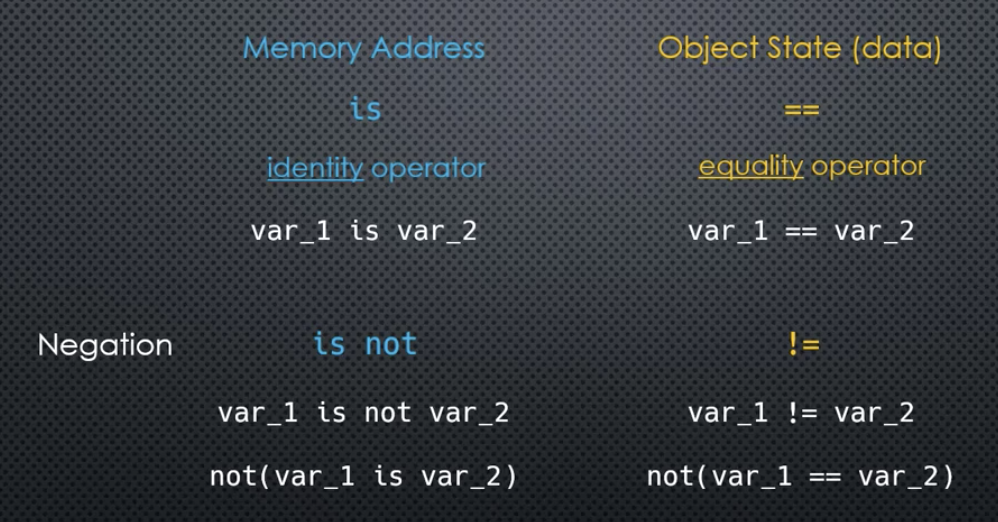 Memory Address    Object State (data)
is    ==
identity operator    equality operator
var_1 is var_2    var_1 == var_2
Negation    is not    !=
var_1 is not var_2    var_1 != var_2
not(var_1 is var_2)    not(var_1 == var_2)